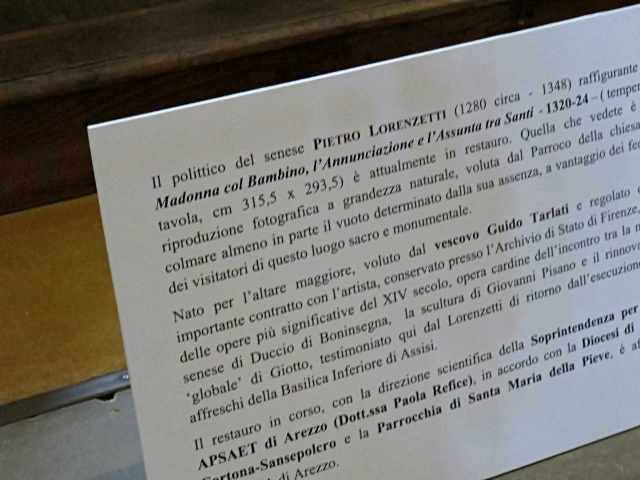 Il polittico del senese PIETRO LORENZETTI (1280 circa - 1348) raffigurante
Madonna col Bambino, l'Annunciazione e l'Assunta tra Santi - 1320-24 – ( temper
tavola, cm 315,5 x 293,5) è attualmente in restauro. Quella che vedete è
riproduzione fotografica a grandezza naturale, voluta dal Parroco della chiesa
colmare almeno in parte il vuoto determinato dalla sua assenza, a vantaggio dei fed
dei visitatori di questo luogo sacro e monumentale.
Nato per l'altare maggiore, voluto dal vescovo Guido Tarlati e regolato
importante contratto con l'artista, conservato presso l'Archivio di Stato di Firenze,
delle opere più significative del XIV secolo, opera cardine dell'incontro tra la
senese di Duccio di Boninsegna, la scultura di Giovanni Pisano e il rinnova
'globale' di Giotto, testimoniato qui dal Lorenzetti di ritorno dall'esecuzione
affreschi della Basilica Inferiore di Assisi.
Il restauro in corso, con la direzione scientifica della Soprintendenza per
APSAET di Arezzo (Dott.ssa Paola Refice), in accordo con la Diocesi di
Cortona-Sansepolcro e la Parrocchia di Santa Maria della Pieve, è
di Arezzo.